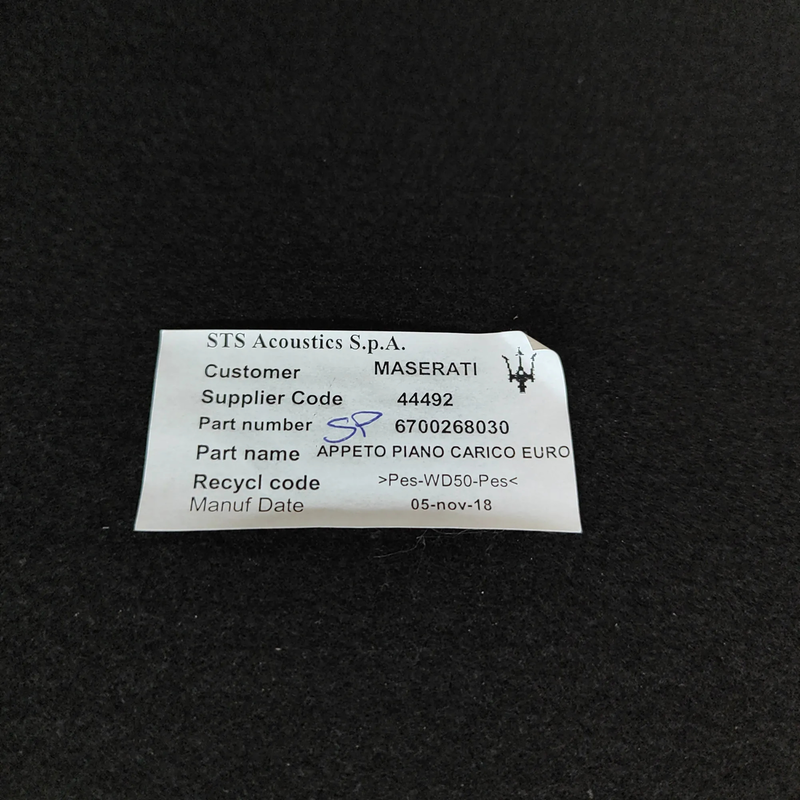 STS Acoustics S.p.A.
Customer MASERATI
Supplier Code 44492
Part number SP 6700268030
Part name APPETO PIANO CARICO EURO
Recycl code >Pes-WD50-Pes<
Manuf Date 05-nov-18